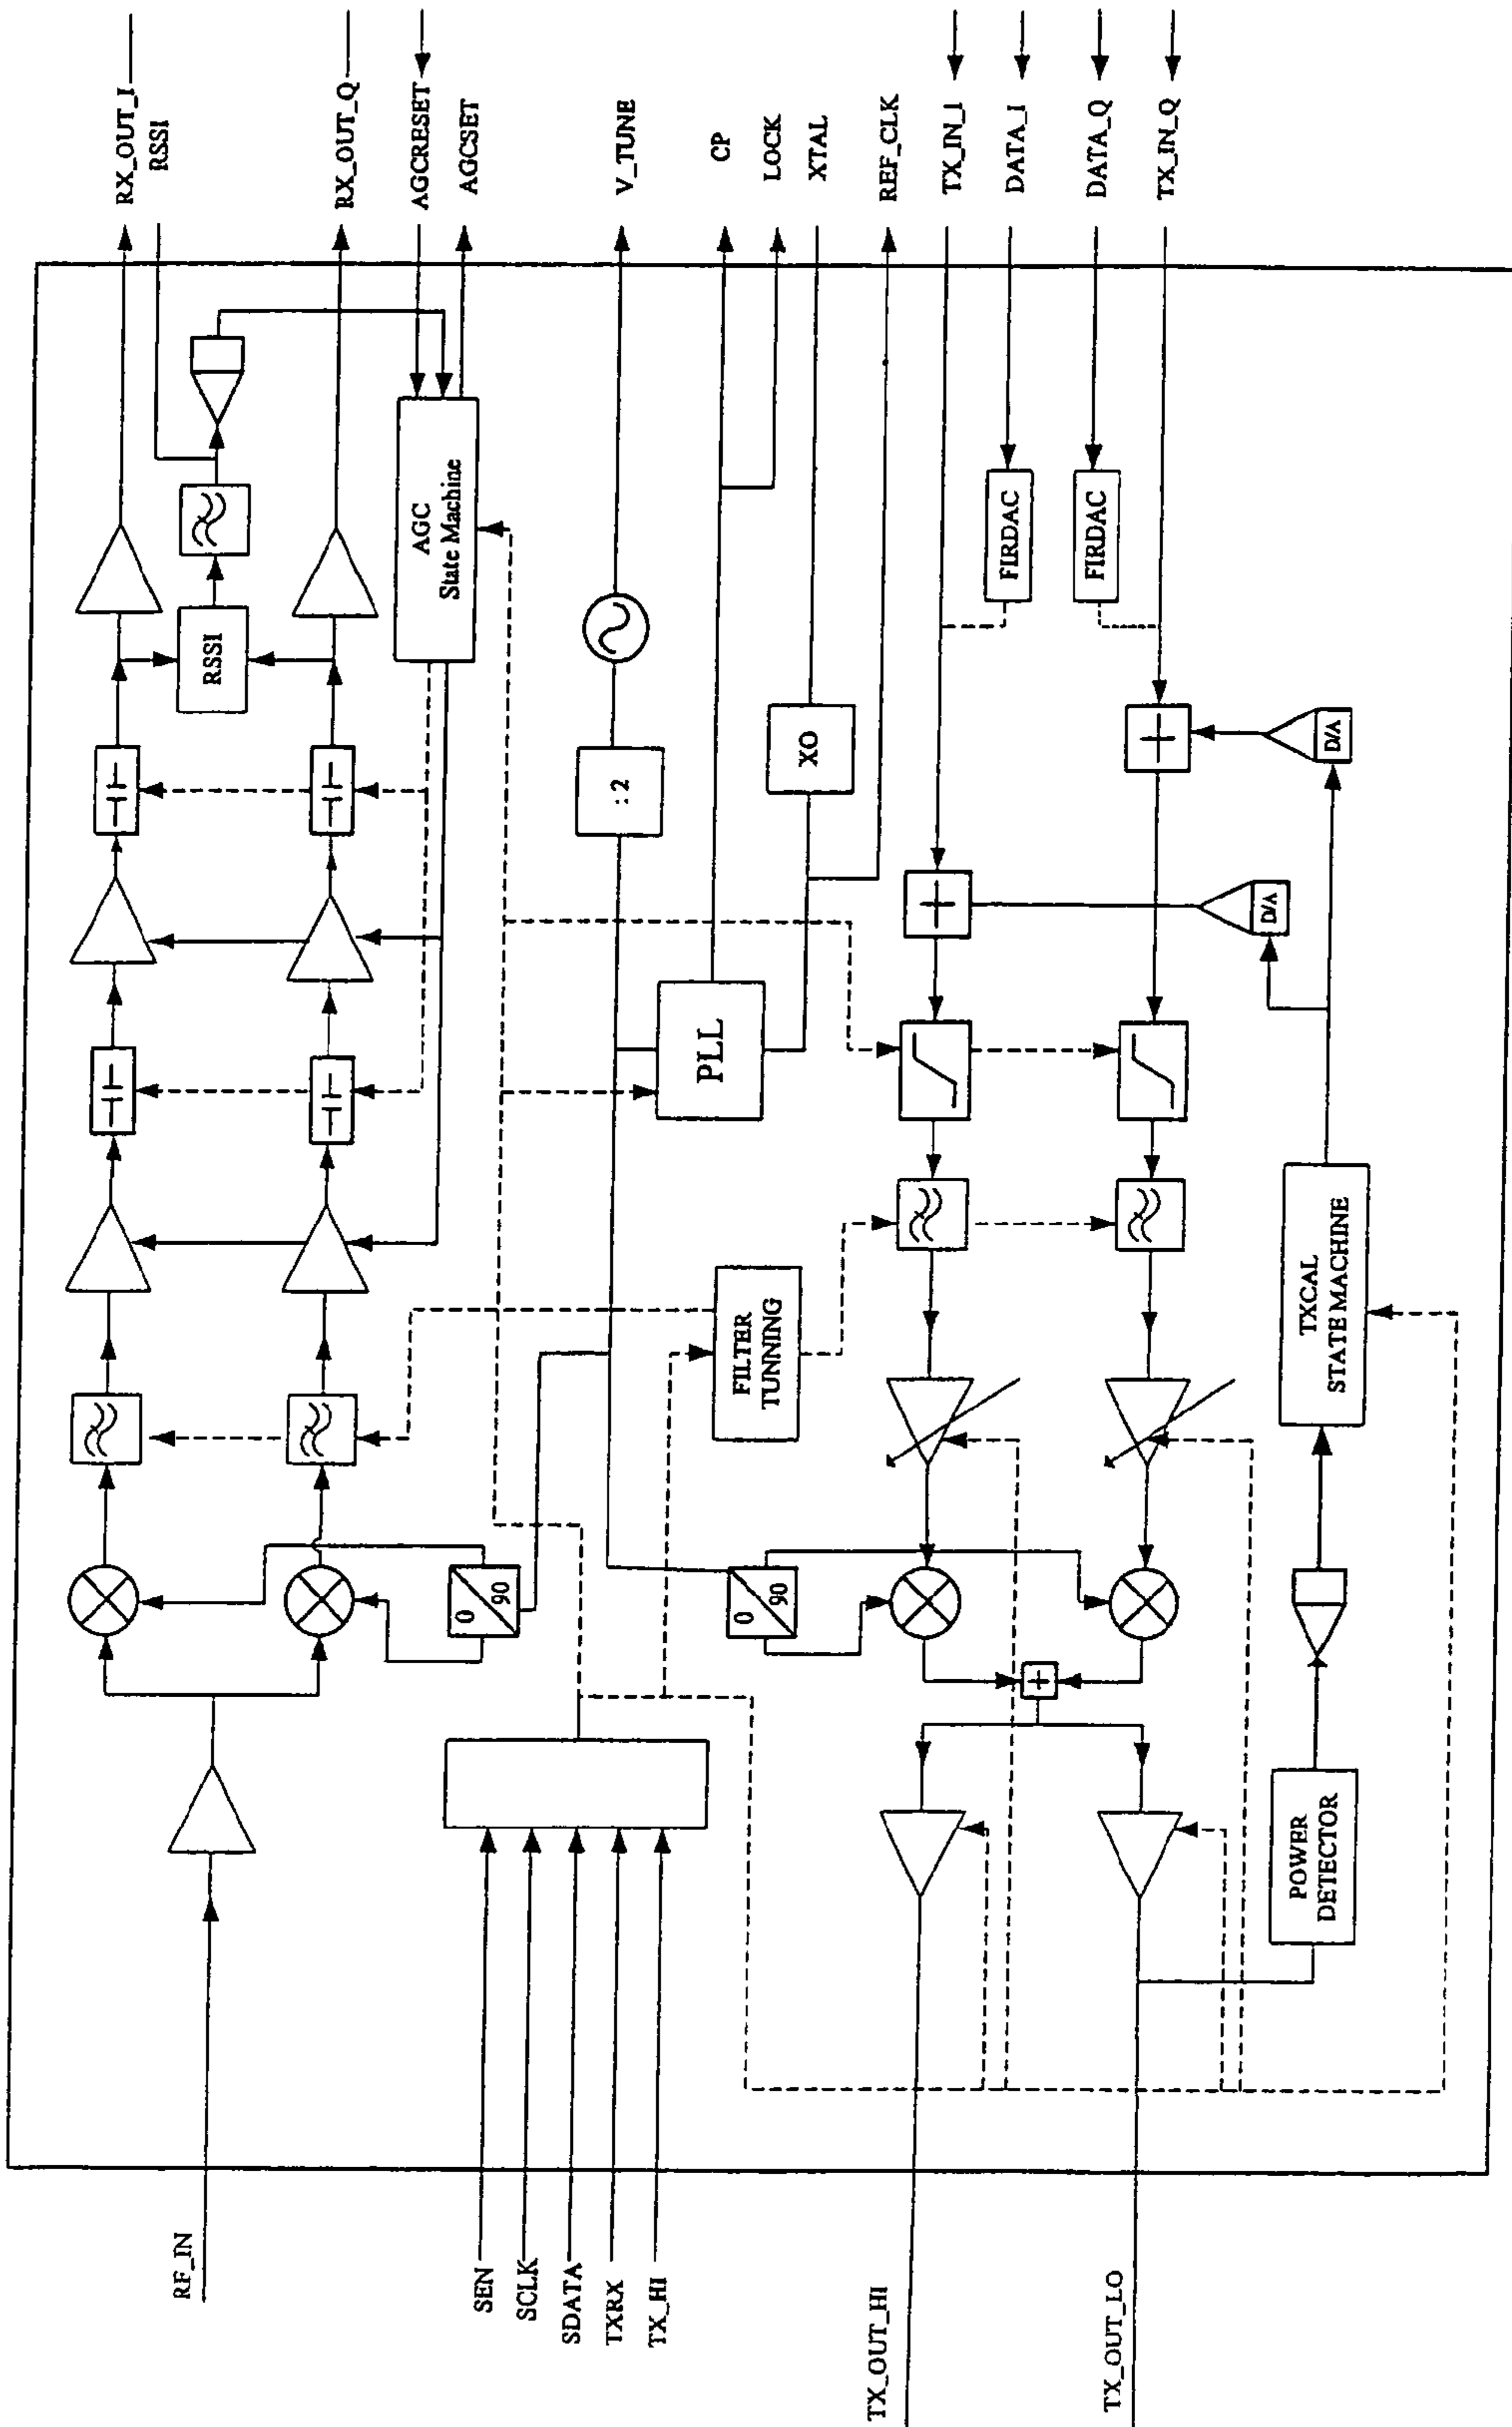 RX_OUT_I
RSSI
RX_OUT_Q
AGCRESET
AGCSET
V_TUNE
CP
LOCK
XTAL
REF_CLK
TX_IN_I
DATA_I
DATA_Q
TX_IN_Q
RSSI
AGC
State Machine
: 2
XO
PLL
FIRDAC
FIRDAC
D/A
D/A
FILTER
TUNNING
TXCAL
STATE MACHINE
0
90
0
90
POWER
DETECTOR
RF_IN
SEN
SCLK
SDATA
TXRX
TX_HI
TX_OUT_HI
TX_OUT_LO